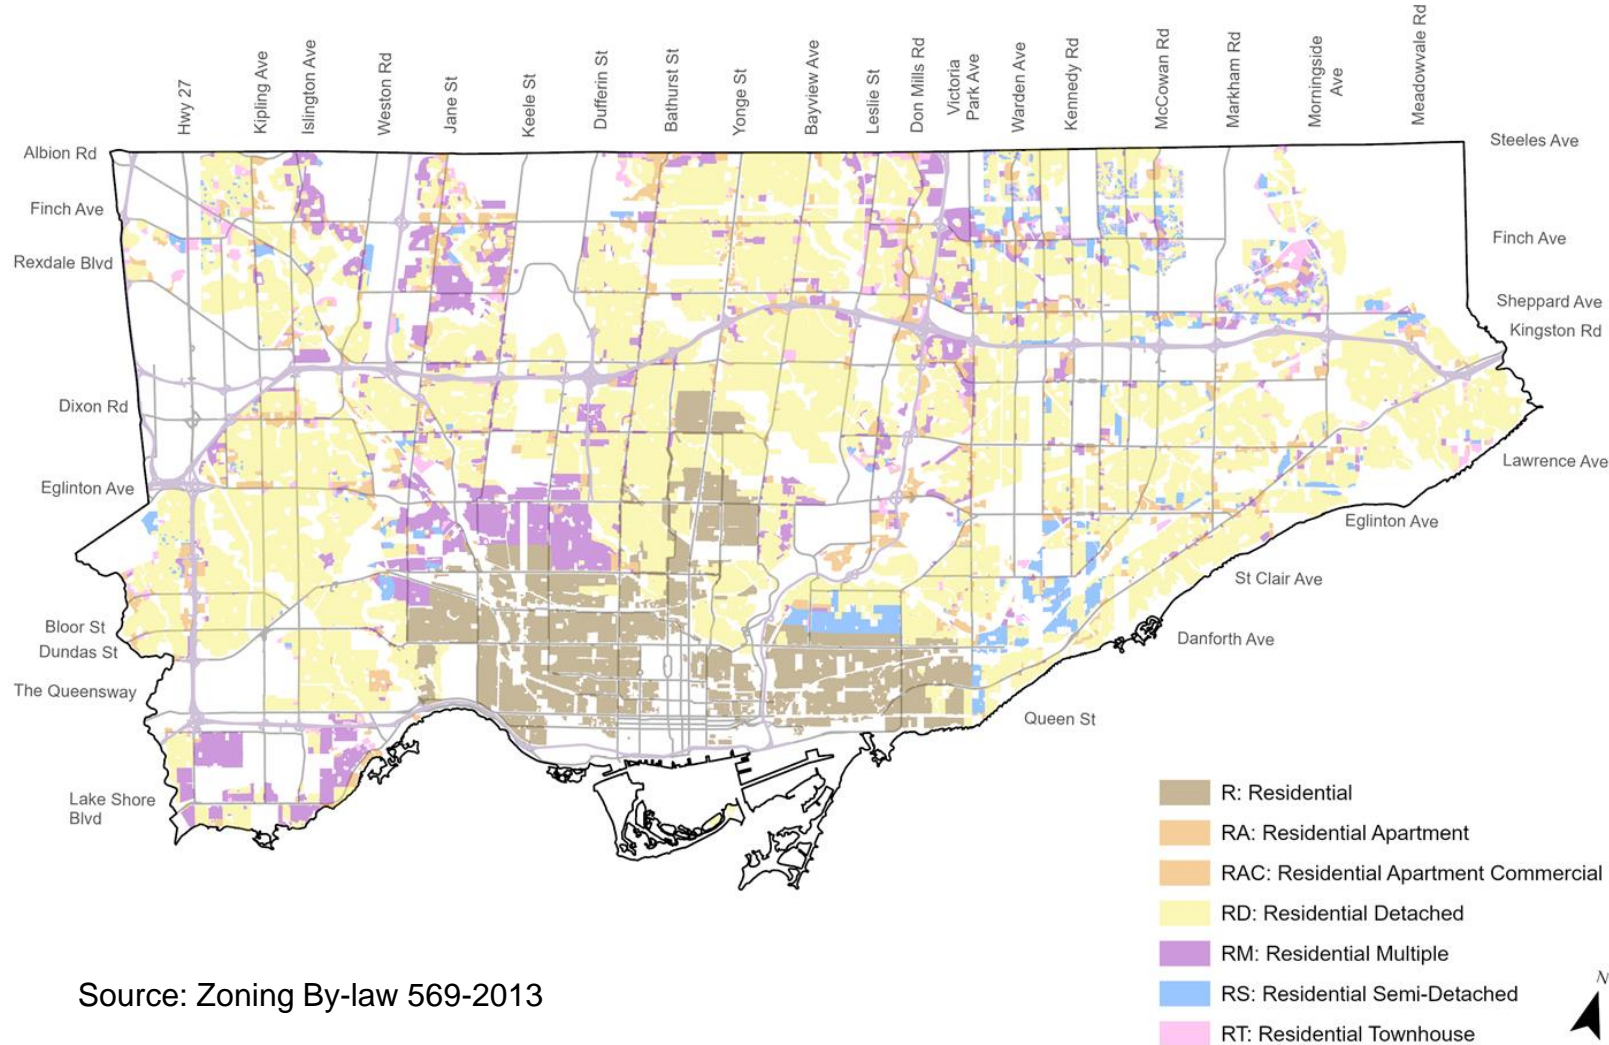 Hwy 27
Kipling Ave
Islington Ave
Weston Rd
Jane St
Keele St
Dufferin St
Bathurst St
Yonge St
Bayview Ave
Leslie St
Don Mills Rd
Victoria
Park Ave
Warden Ave
Kennedy Rd
McCowan Rd
Markham Rd
Morningside
Ave
Meadowvale Rd
Albion Rd
Finch Ave
Rexdale Blvd
Dixon Rd
Eglinton Ave
Bloor St
Dundas St
The Queensway
Lake Shore
Blvd
Steeles Ave
Finch Ave
Sheppard Ave
Kingston Rd
Lawrence Ave
Eglinton Ave
St Clair Ave
Danforth Ave
Queen St
R: Residential
RA: Residential Apartment
RAC: Residential Apartment Commercial
RD: Residential Detached
RM: Residential Multiple
RS: Residential Semi-Detached
RT: Residential Townhouse
N
Source: Zoning By-law 569-2013